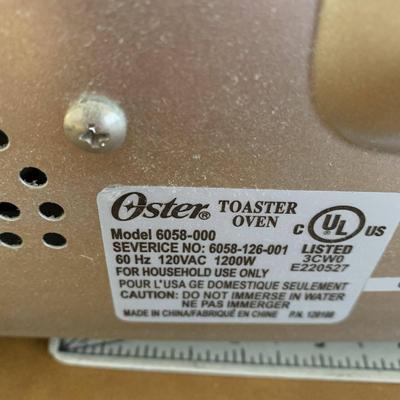 Oster® TOASTER OVEN
Model 6058-000
SEVERICE NO: 6058-126-001
60 Hz 120VAC 1200W
FOR HOUSEHOLD USE ONLY
POUR L'USA GE DOMESTIQUE SEULEMENT
CAUTION: DO NOT IMMERSE IN WATER
NE PAS IMMERGER
MADE IN CHINA/FABRIQUÉ EN CHINE P.N. 120108
C UL® US
LISTED
3CW0
E220527